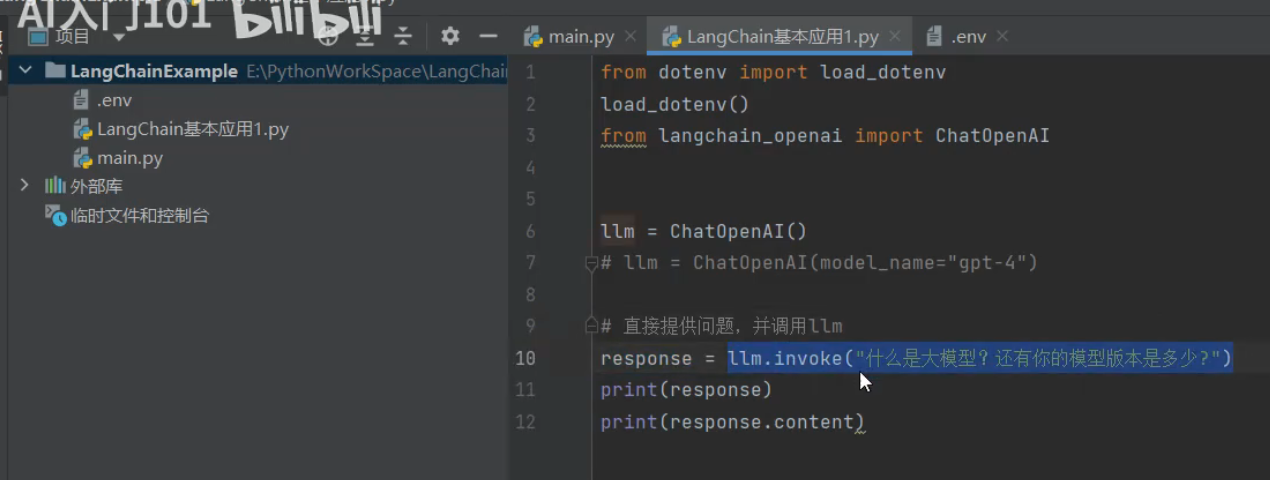 AI入门101 bilibili
项目
main.py
LangChain基本应用1.py
.env
LangChainExample E:\PythonWorkSpace\LangChai
.env
LangChain基本应用1.py
main.py
外部库
临时文件和控制台
1 from dotenv import load_dotenv
2 load_dotenv()
3 from langchain_openai import ChatOpenAI
4
5
6 llm = ChatOpenAI()
7 # llm = ChatOpenAI(model_name="gpt-4")
8
9 # 直接提供问题，并调用llm
10 response = llm.invoke("什么是大模型？还有你的模型版本是多少?")
11 print(response)
12 print(response.content)